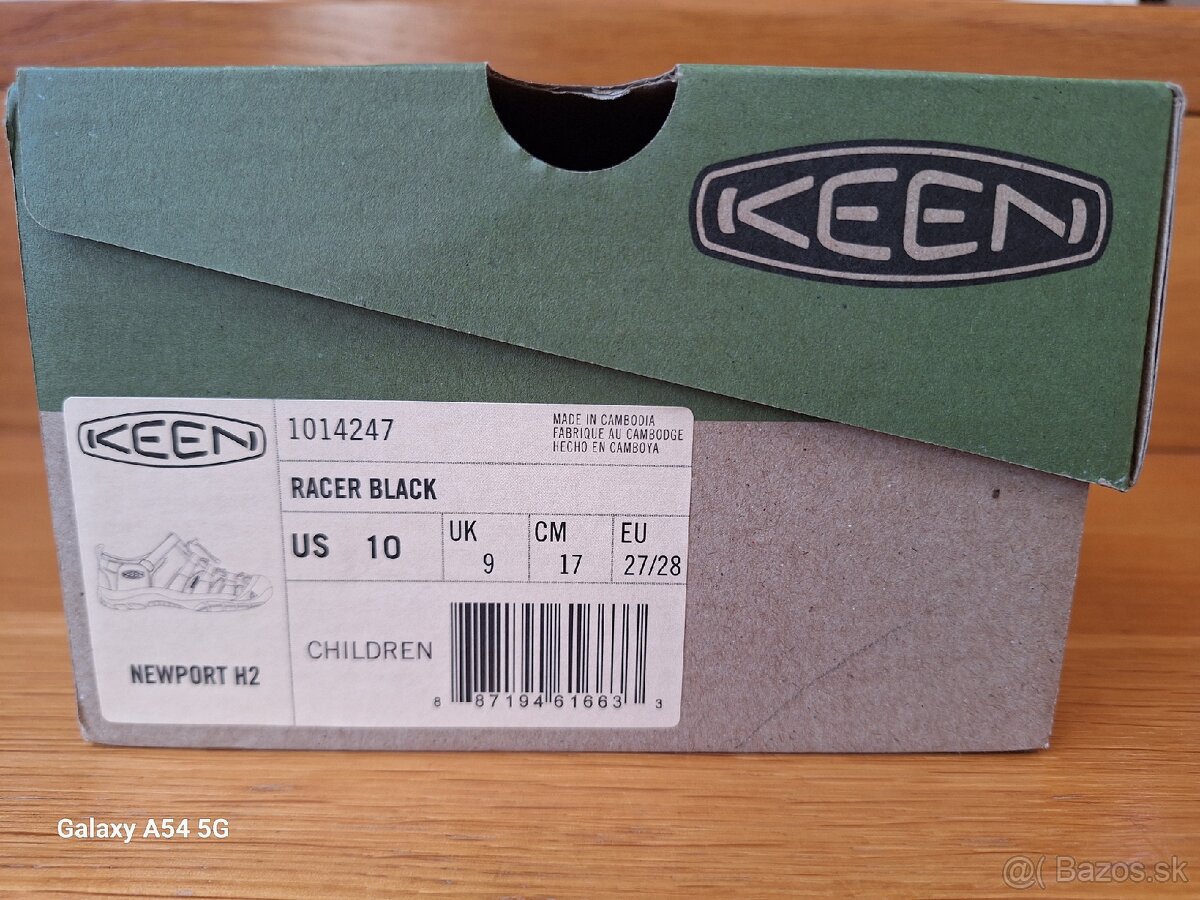 KEEN
KEEN
1014247
MADE IN CAMBODIA
FABRIQUE AU CAMBODGE
HECHO EN CAMBOYA
RACER BLACK
US 10
UK 9
CM 17
EU 27/28
NEWPORT H2
CHILDREN
8 87194 61663 3
Galaxy A54 5G
@( Bazos.sk